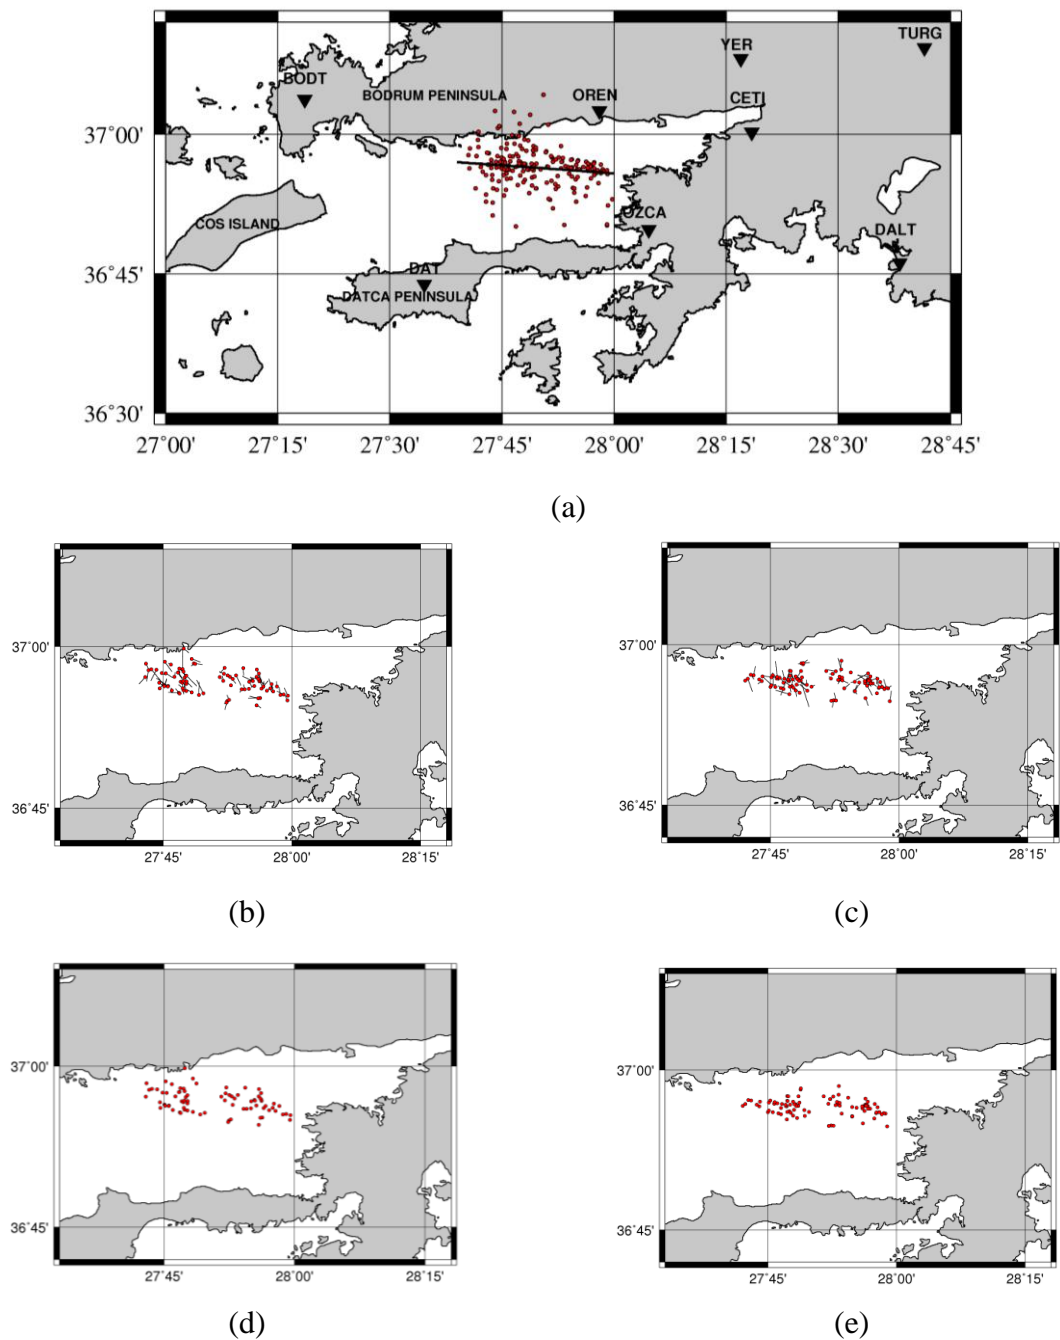 TURG
YER
BODT
BODRUM PENINSULA
OREN
CETI
37°00'
OZCA
COS ISLAND
DALT
DAT
36°45'
DATCA PENINSULA
36°30'
27°00' 27°15' 27°30' 27°45' 28°00' 28°15' 28°30' 28°45'
(a)
37°00' 37°00'
36°45' 36°45'
27°45' 28°00' 28°15' 27°45' 28°00' 28°15'
(b) (c)
37°00' 37°00'
36°45' 36°45'
27°45' 28°00' 28°15' 27°45' 28°00' 28°15'
(d) (e)